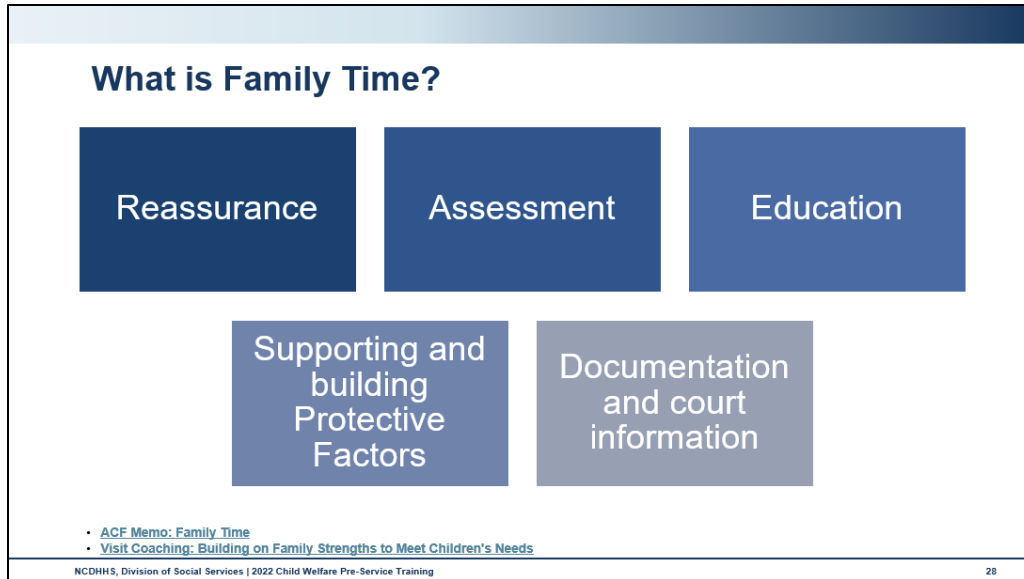 What is Family Time?
Reassurance
Assessment
Education
Supporting and
building
Protective
Factors
Documentation
and court
information
• ACF Memo: Family Time
• Visit Coaching: Building on Family Strengths to Meet Children's Needs
NCDHHS, Division of Social Services | 2022 Child Welfare Pre-Service Training
28